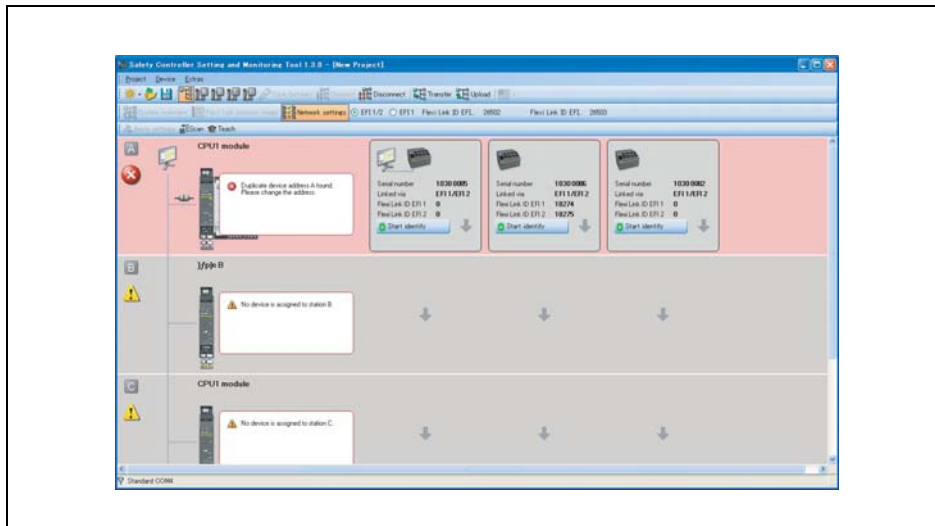 Safety Controller Setting and Monitoring Tool 1.3.0 - [New Project]
Project Device Extras
Disconnect Transfer Upload
Network settings EFI 1/2 EFI 1 Flexi Link ID EFI.. 26502 Flexi Link ID EFI.. 26503
Scan Teach
A CPU1 module
Duplicate device address A found.
Please change the address.
Serial number 1030 0005
Linked via EFI 1/EFI 2
Flexi Link ID EFI 1 0
Flexi Link ID EFI 2 0
Start identify
Serial number 1030 0006
Linked via EFI 1/EFI 2
Flexi Link ID EFI 1 18274
Flexi Link ID EFI 2 18275
Start identify
Serial number 1030 0002
Linked via EFI 1/EFI 2
Flexi Link ID EFI 1 0
Flexi Link ID EFI 2 0
Start identify
B
No device is assigned to station B.
C CPU1 module
No device is assigned to station C.
Standard COM4